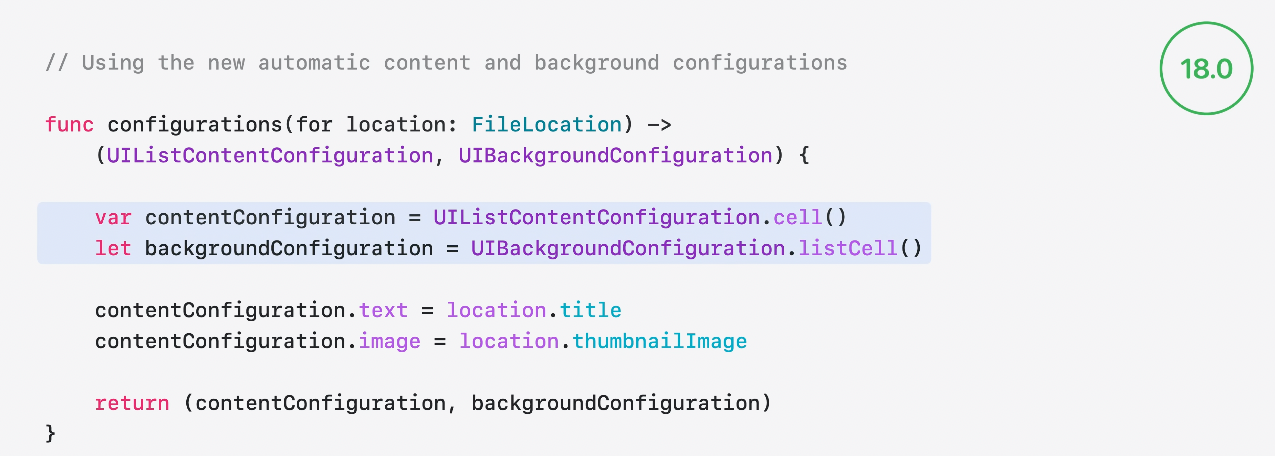 // Using the new automatic content and background configurations
18.0
func configurations(for location: FileLocation) ->
(UIListContentConfiguration, UIBackgroundConfiguration) {
var contentConfiguration = UIListContentConfiguration.cell()
let backgroundConfiguration = UIBackgroundConfiguration.listCell()
contentConfiguration.text = location.title
contentConfiguration.image = location.thumbnailImage
return (contentConfiguration, backgroundConfiguration)
}